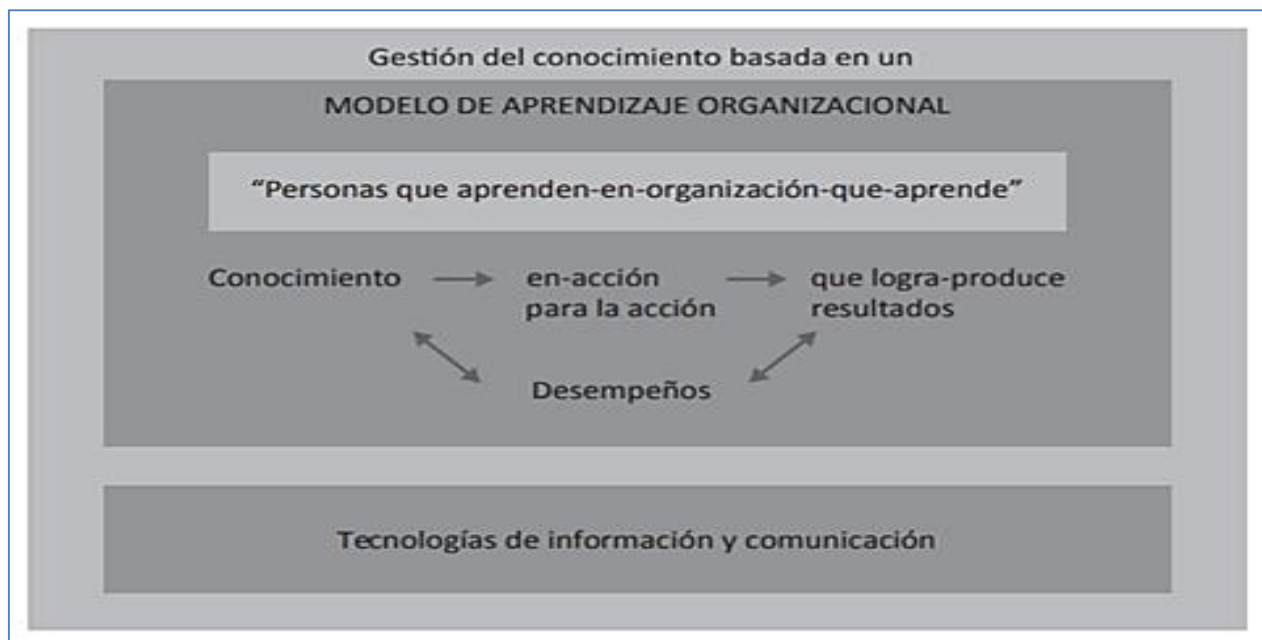 Gestión del conocimiento basada en un
MODELO DE APRENDIZAJE ORGANIZACIONAL
“Personas que aprenden-en-organización-que-aprende”
Conocimiento
en-acción
para la acción
que logra-produce
resultados
Desempeños
Tecnologías de información y comunicación